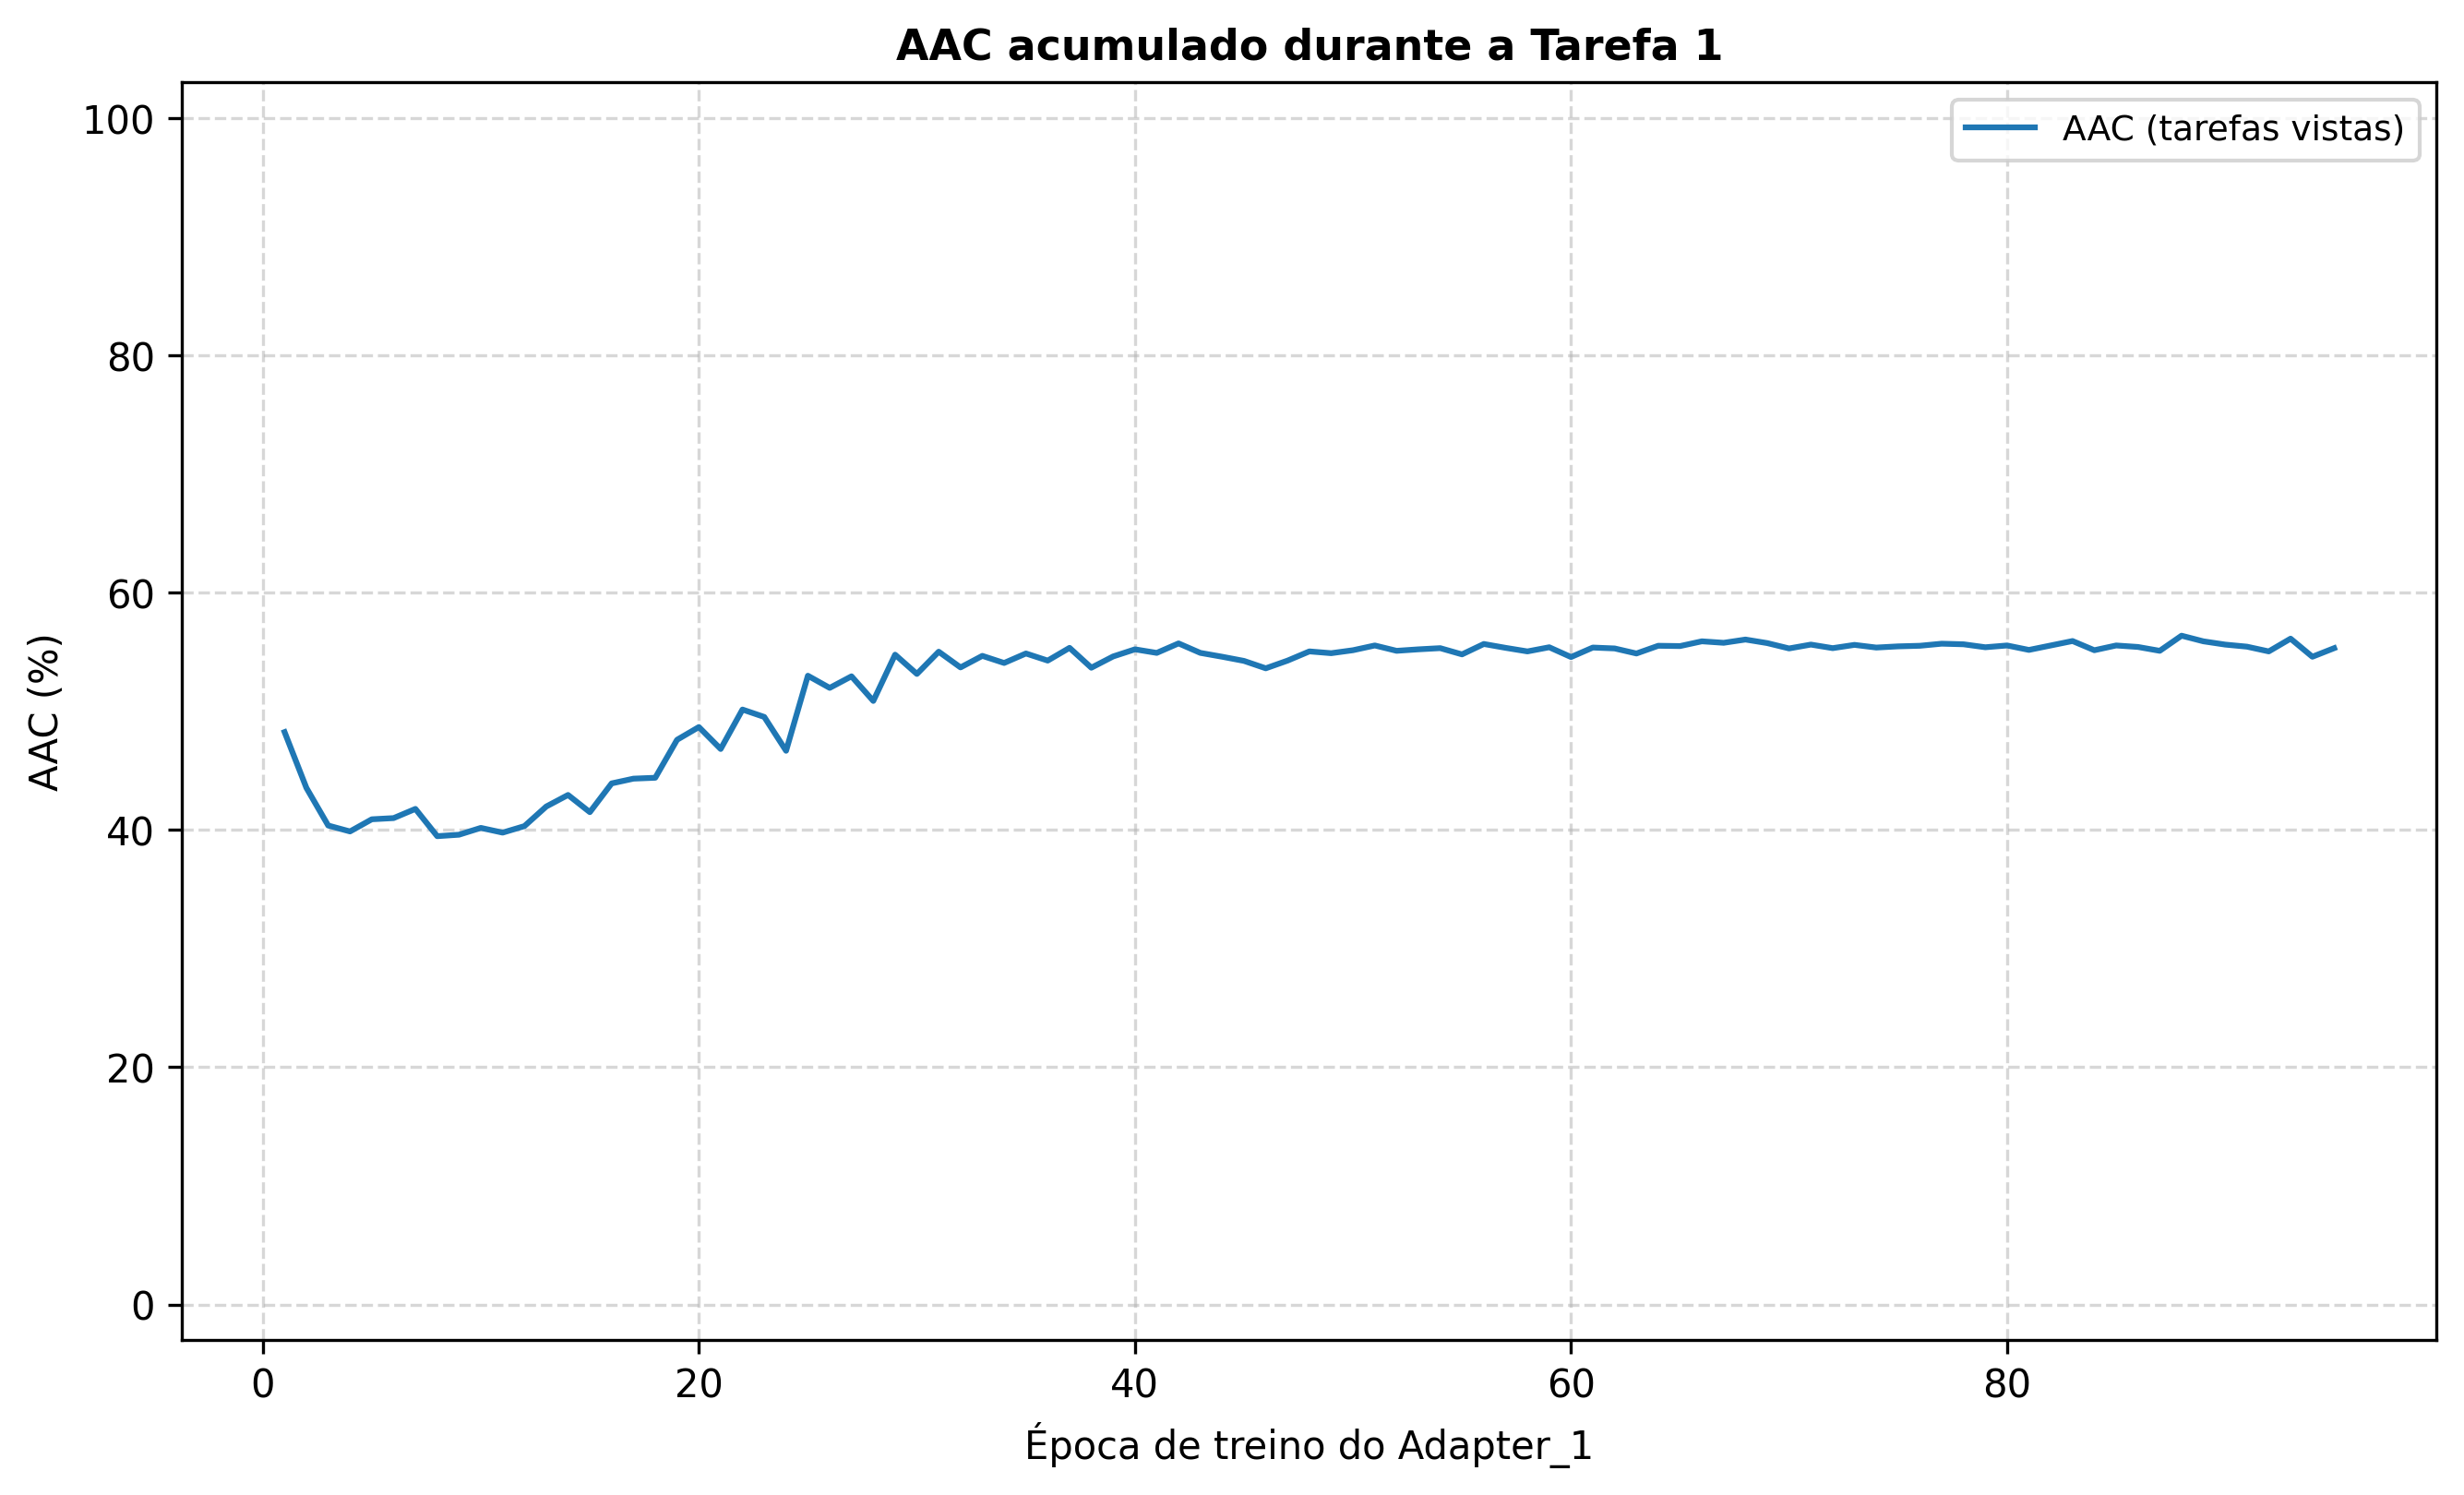 AAC acumulado durante a Tarefa 1
AAC (tarefas vistas)
AAC (%)
100
80
60
40
20
0
0 20 40 60 80
Época de treino do Adapter_1